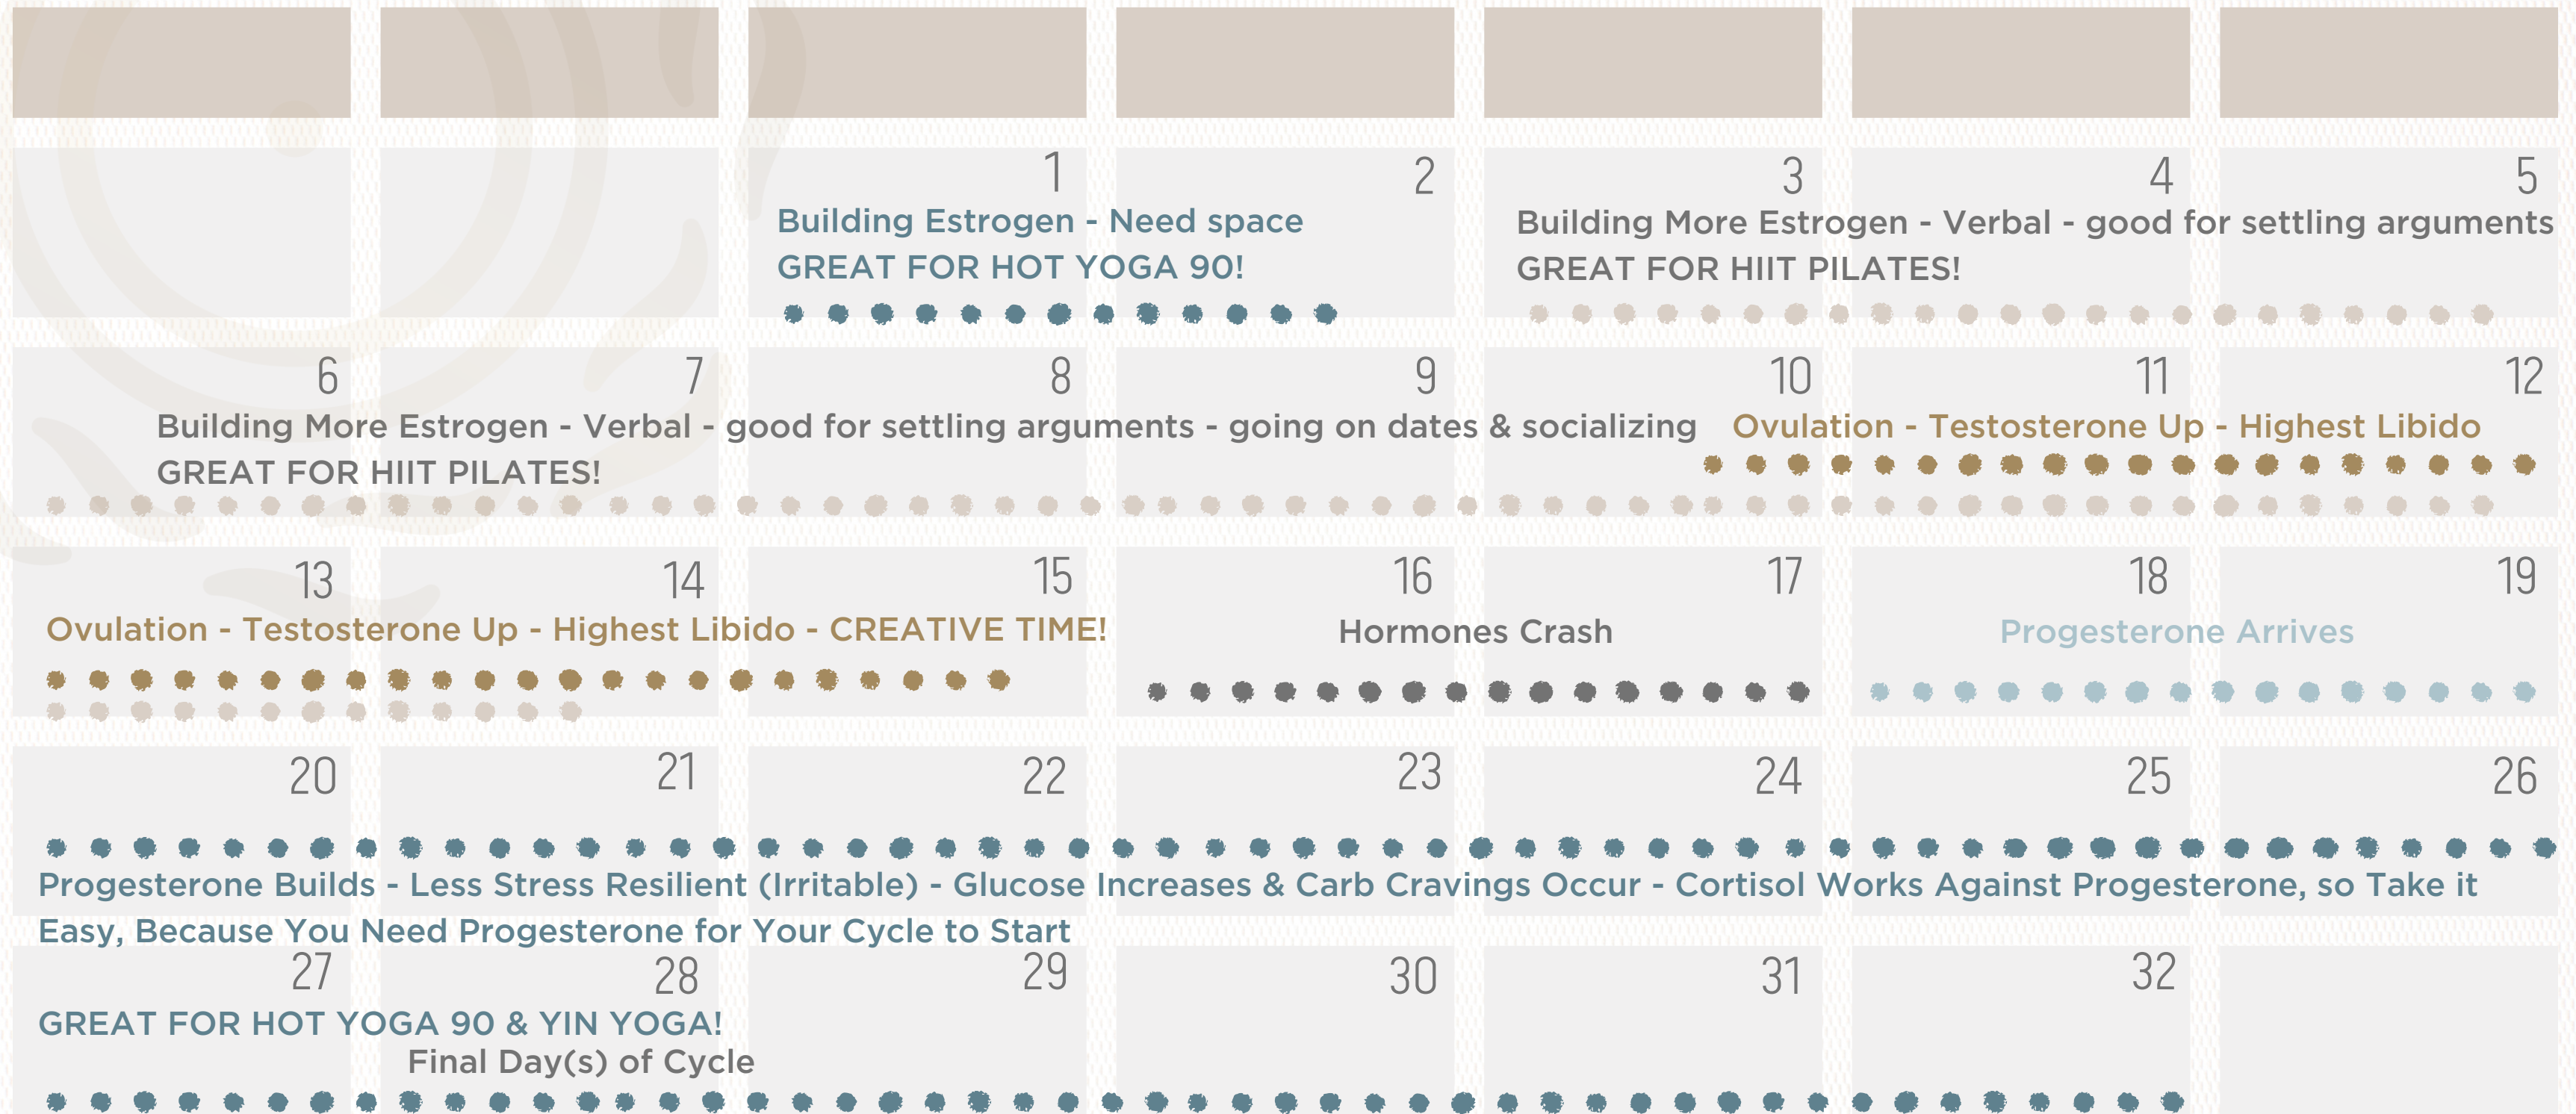 1 2 3 4 5
Building Estrogen - Need space
GREAT FOR HOT YOGA 90!
Building More Estrogen - Verbal - good for settling arguments
GREAT FOR HIIT PILATES!
6 7 8 9 10 11 12
Building More Estrogen - Verbal - good for settling arguments - going on dates & socializing
GREAT FOR HIIT PILATES!
Ovulation - Testosterone Up - Highest Libido
13 14 15 16 17 18 19
Ovulation - Testosterone Up - Highest Libido - CREATIVE TIME!
Hormones Crash
Progesterone Arrives
20 21 22 23 24 25 26
Progesterone Builds - Less Stress Resilient (Irritable) - Glucose Increases & Carb Cravings Occur - Cortisol Works Against Progesterone, so Take it
Easy, Because You Need Progesterone for Your Cycle to Start
27 28 29 30 31 32
GREAT FOR HOT YOGA 90 & YIN YOGA!
Final Day(s) of Cycle